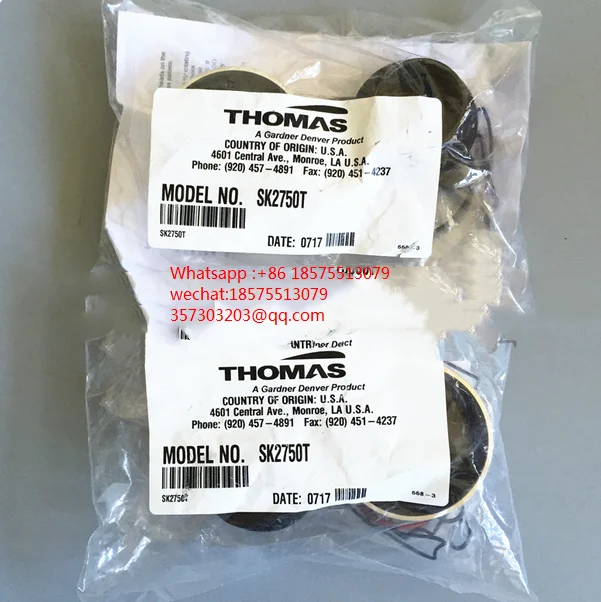 THOMAS
A Gardner Denver Product
COUNTRY OF ORIGIN: U.S.A.
4601 Central Ave., Monroe, LA U.S.A.
Phone: (920) 457-4891 Fax: (920) 451-4237
MODEL NO. SK2750T
SK2750T
DATE: 0717
668-3
Whatsapp :+86 18575513079
wechat:18575513079
357303203@qq.com
THOMAS
A Gardner Denver Product
COUNTRY OF ORIGIN: U.S.A.
4601 Central Ave., Monroe, LA U.S.A.
Phone: (920) 457-4891 Fax: (920) 451-4237
MODEL NO. SK2750T
DATE: 0717
668-3